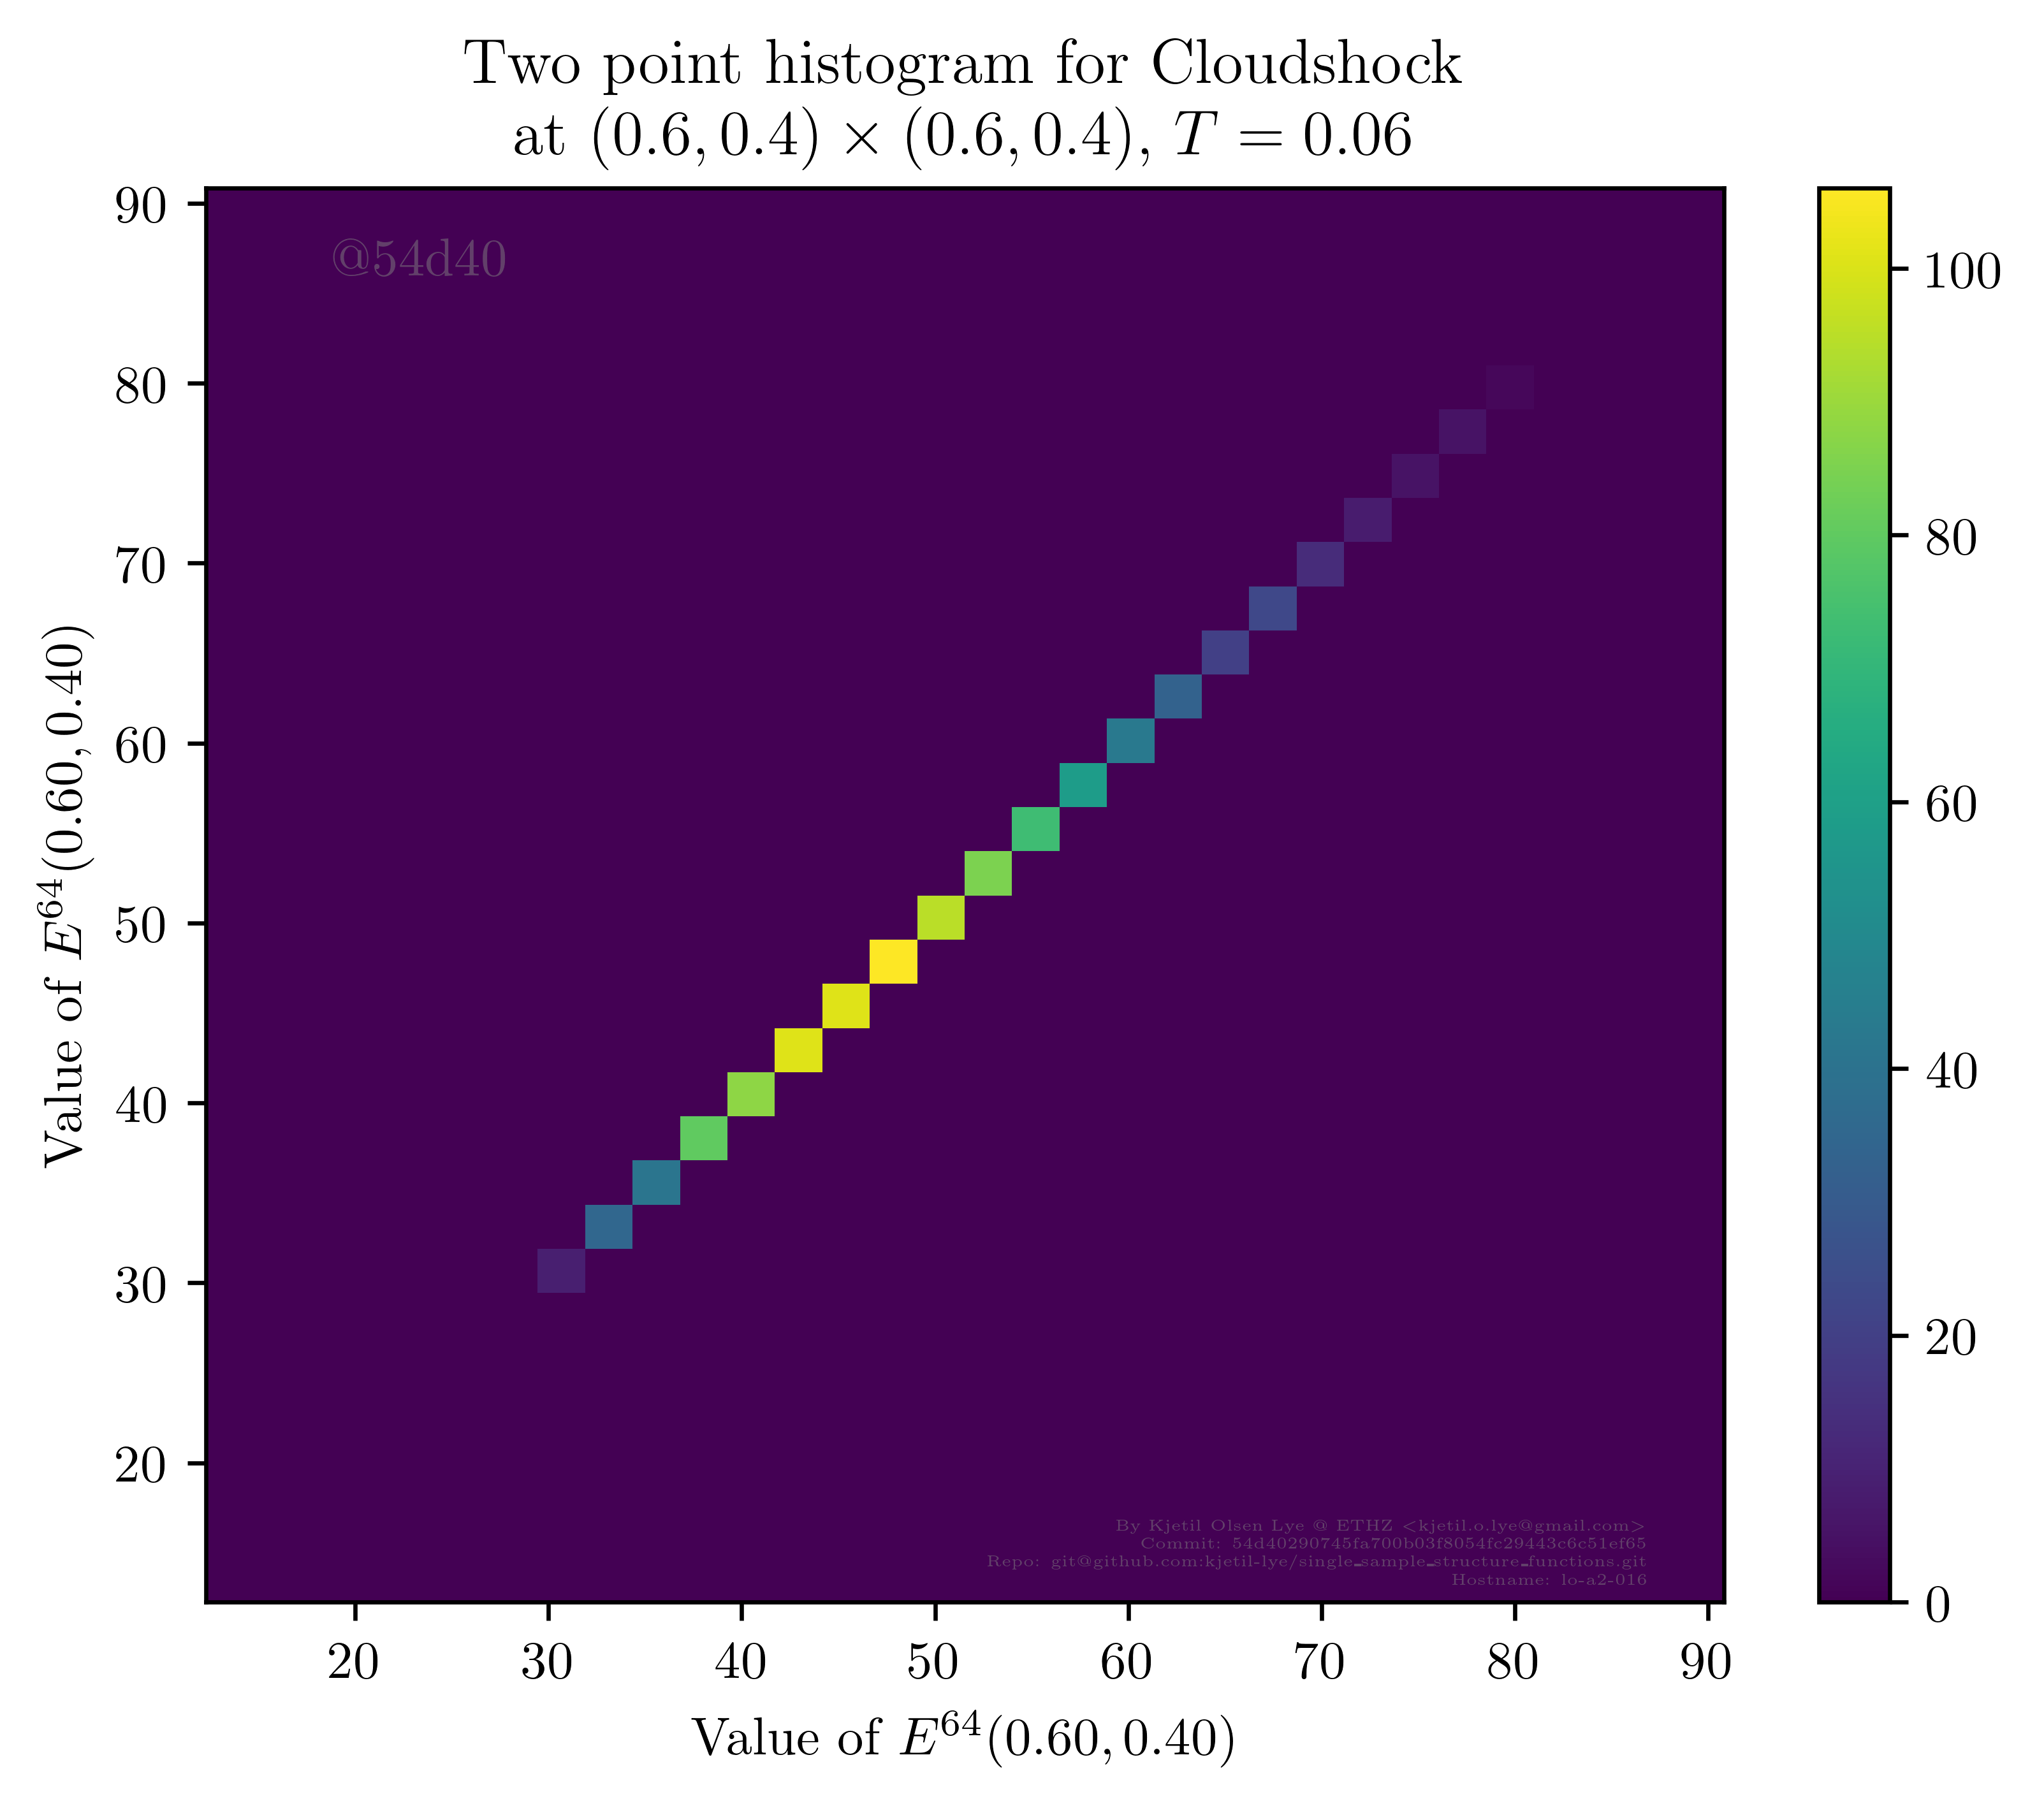 Two point histogram for Cloudshock
at (0.6, 0.4) × (0.6, 0.4), T = 0.06
@54d40
90
80
70
60
50
40
30
20
Value of E^64(0.60, 0.40)
20 30 40 50 60 70 80 90
Value of E^64(0.60, 0.40)
100
80
60
40
20
0
By Kjetil Olsen Lye @ ETHZ <kjetil.o.lye@gmail.com>
Commit: 54d40290745fa700b03f8054fc29443c6c51ef65
Repo: git@github.com:kjetil-lye/single_sample_structure_functions.git
Hostname: lo-a2-016